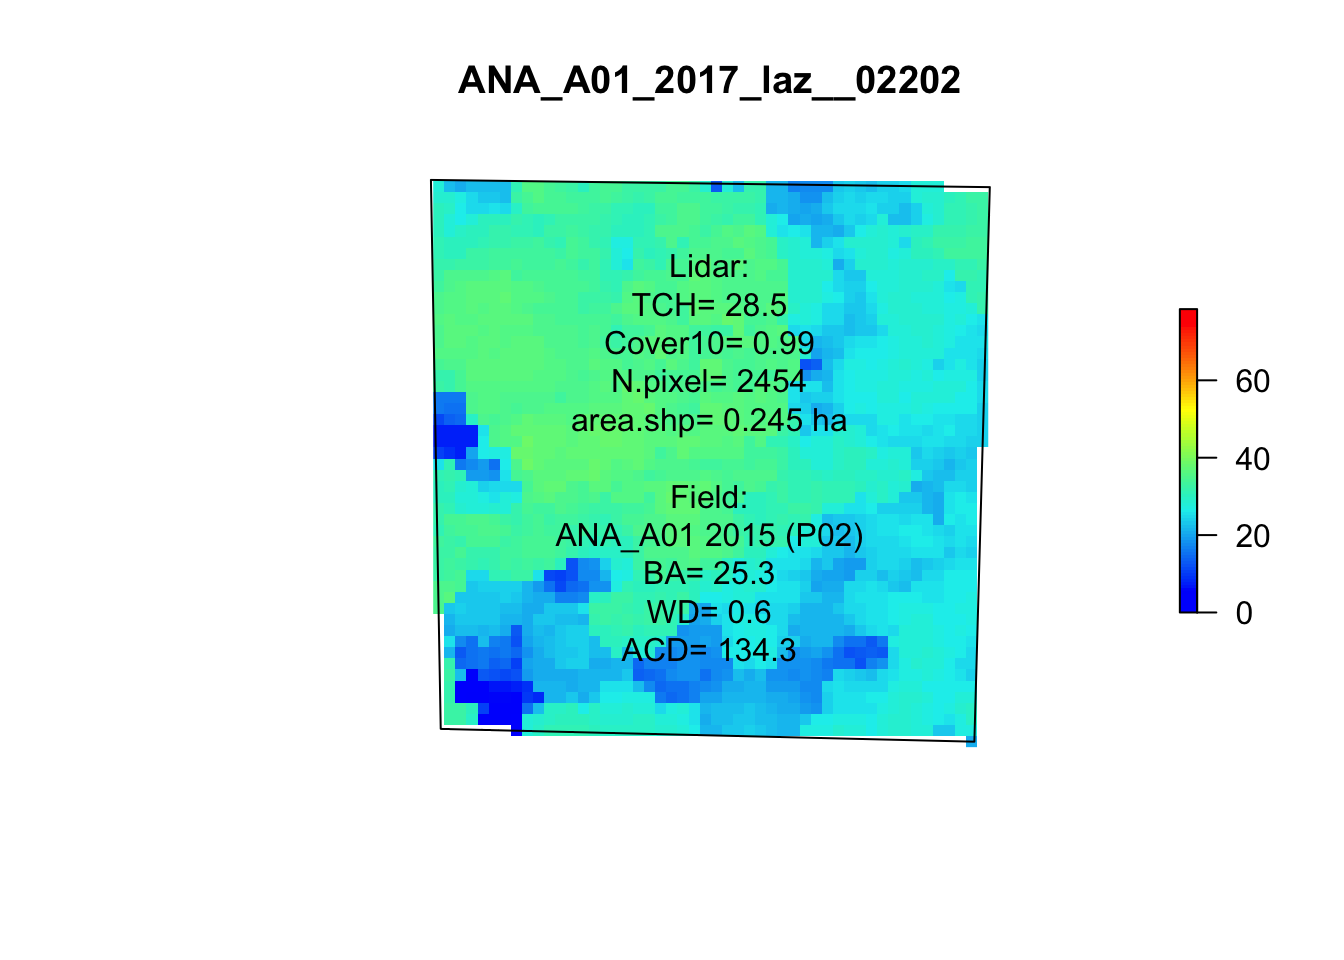 ANA_A01_2017_laz__02202
Lidar:
TCH= 28.5
Cover10= 0.99
N.pixel= 2454
area.shp= 0.245 ha
Field:
ANA_A01 2015 (P02)
BA= 25.3
WD= 0.6
ACD= 134.3
60
40
20
0